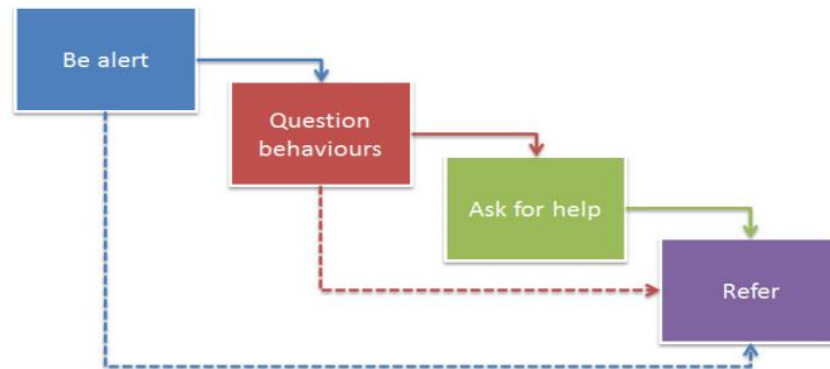 Be alert
Question
behaviours
Ask for help
Refer